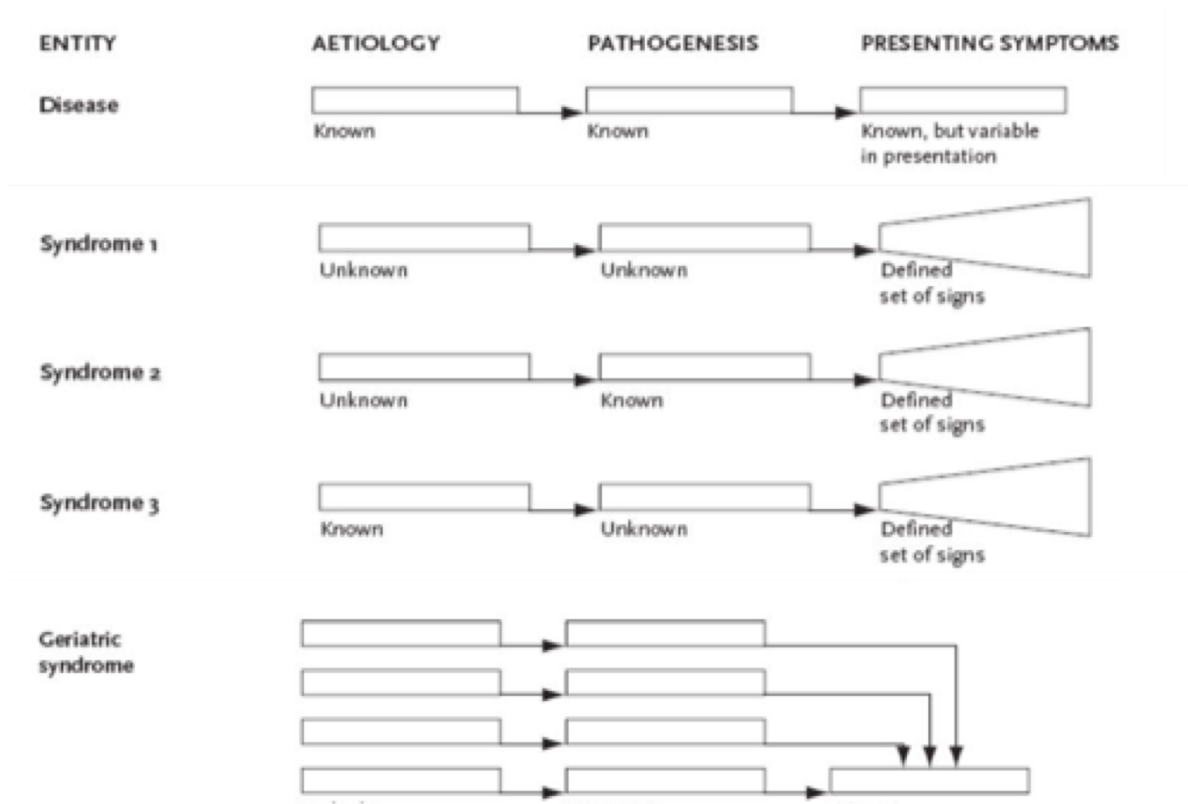 ENTITY AETIOLOGY PATHOGENESIS PRESENTING SYMPTOMS
Disease
Known Known Known, but variable
in presentation
Syndrome 1
Unknown Unknown Defined
set of signs
Syndrome 2
Unknown Known Defined
set of signs
Syndrome 3
Known Unknown Defined
set of signs
Geriatric
syndrome